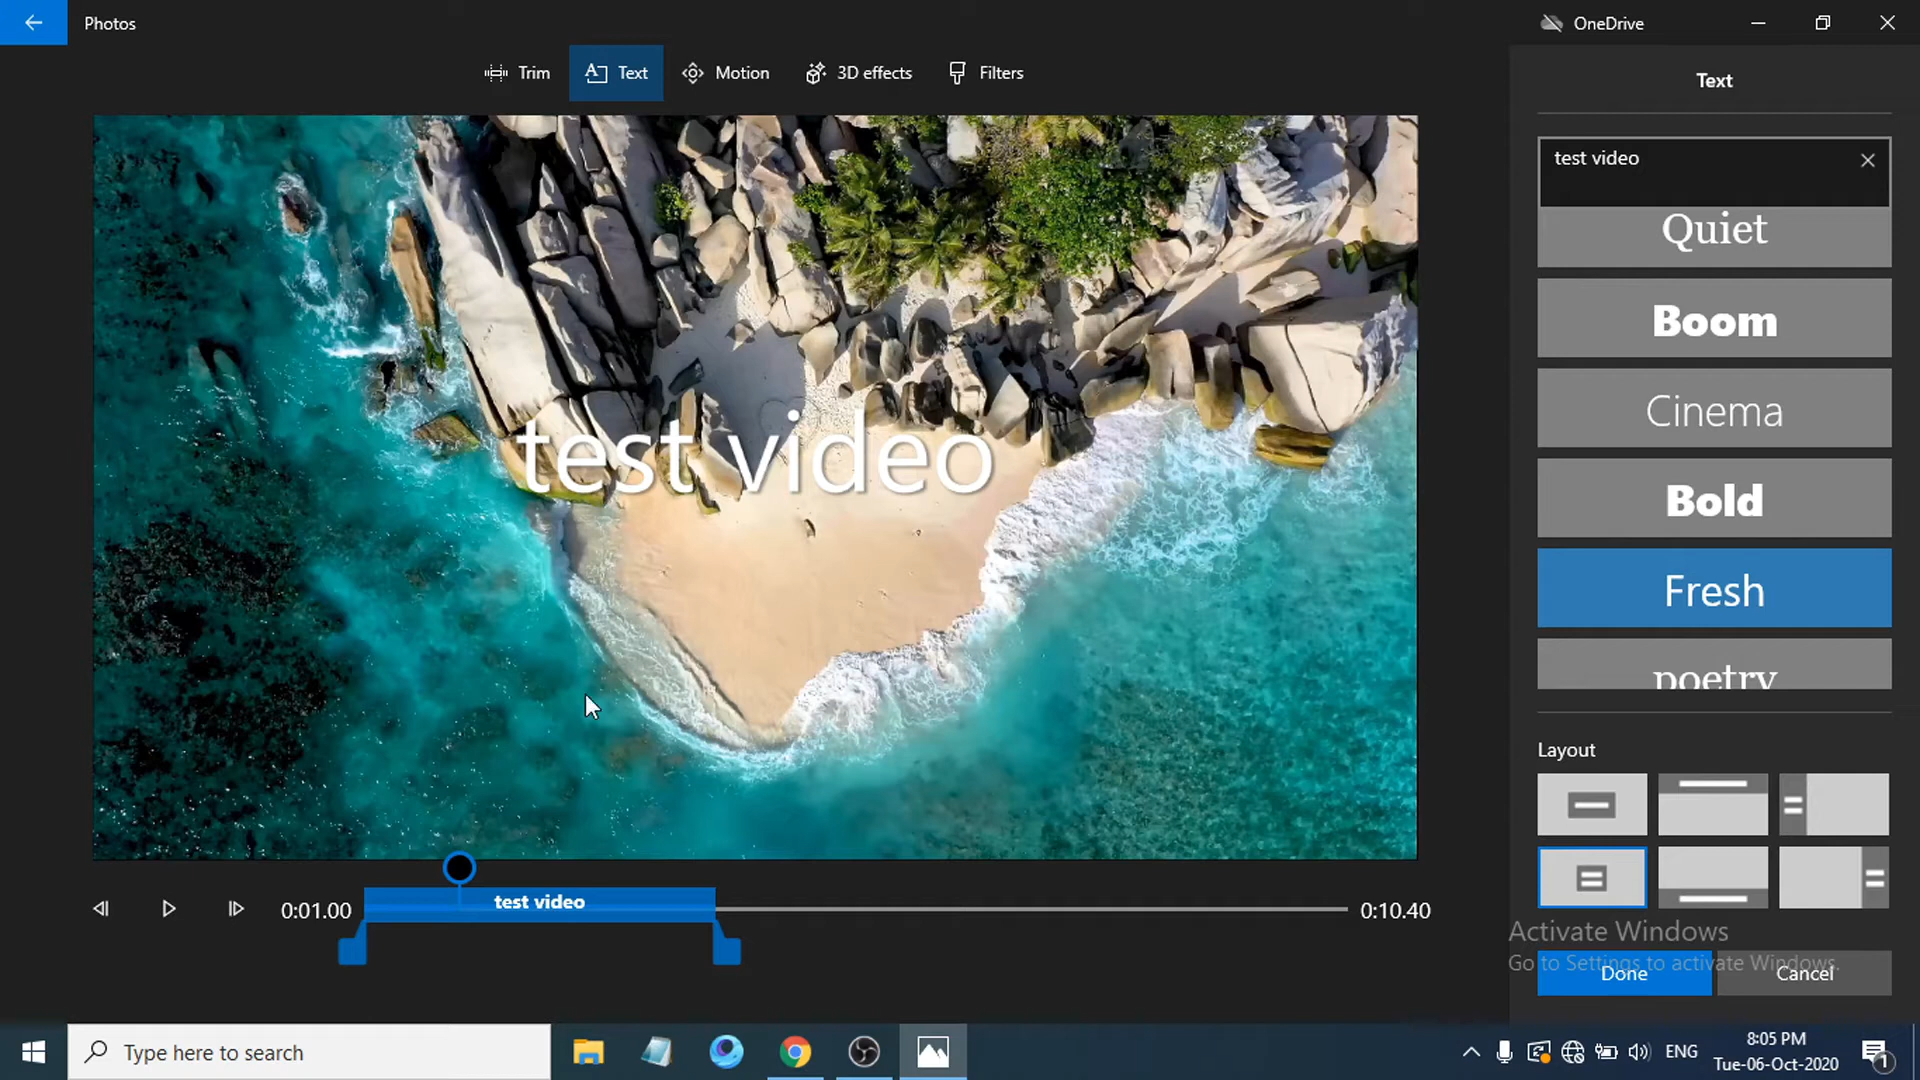 Photos
OneDrive
Trim
Text
Motion
3D effects
Filters
Text
test video
Quiet
Boom
Cinema
Bold
Fresh
poetry
test video
Layout
0:01.00
test video
0:10.40
Activate Windows
Go to Settings to activate Windows.
Done
Cancel
Type here to search
ENG
8:05 PM
Tue-06-Oct-2020
1